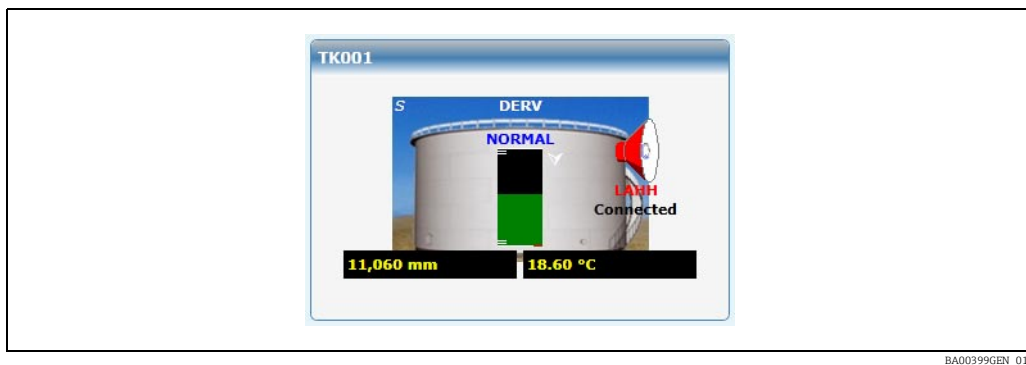 TK001
S DERV
NORMAL
LAHH
Connected
11,060 mm 18.60 °C
BA00399GEN 01